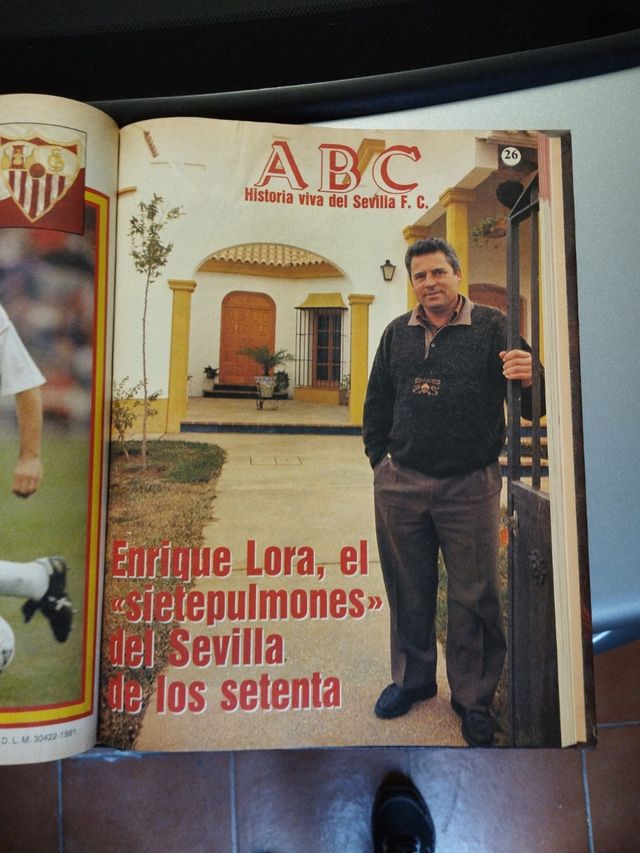 26
ABC
Historia viva del Sevilla F. C.
Enrique Lora, el
«sietepulmones»
del Sevilla
de los setenta
D. L. M. 30422-1991